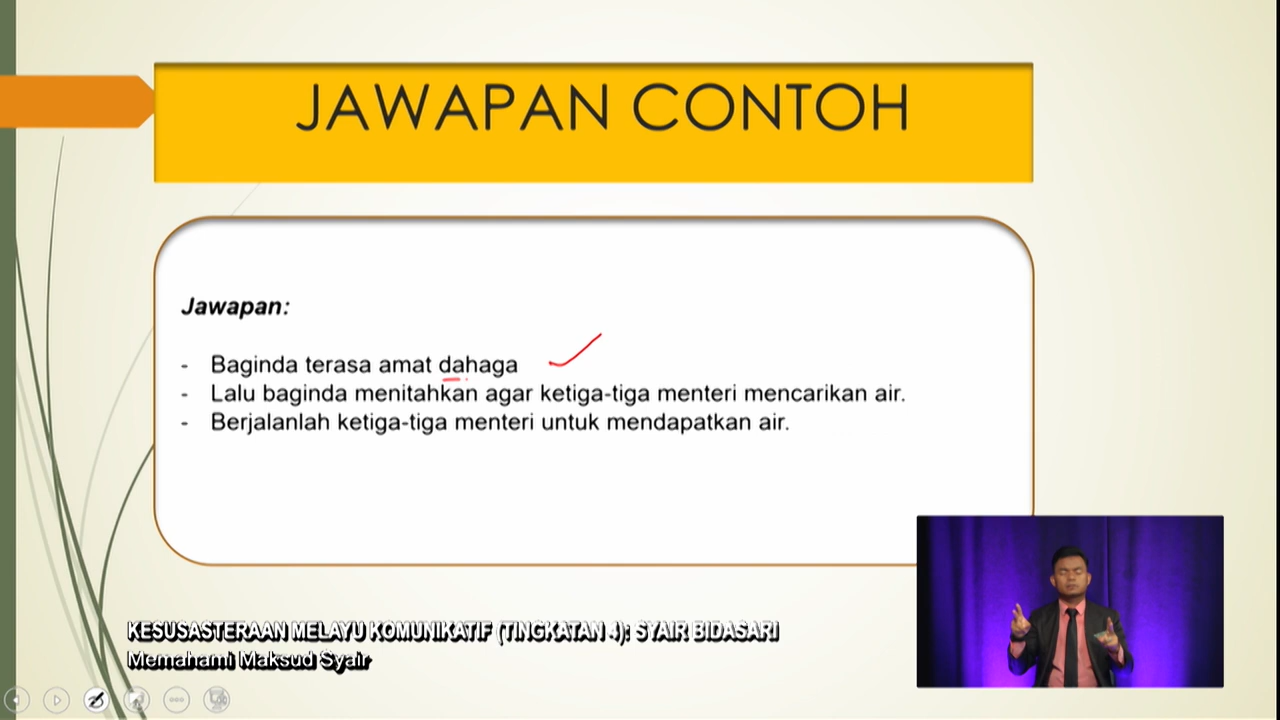 JAWAPAN CONTOH
Jawapan:
- Baginda terasa amat dahaga
- Lalu baginda menitahkan agar ketiga-tiga menteri mencarikan air.
- Berjalanlah ketiga-tiga menteri untuk mendapatkan air.
KESUSASTERAAN MELAYU KOMUNIKATIF (TINGKATAN 4): SYAIR BIDASARI
Memahami Maksud Syair